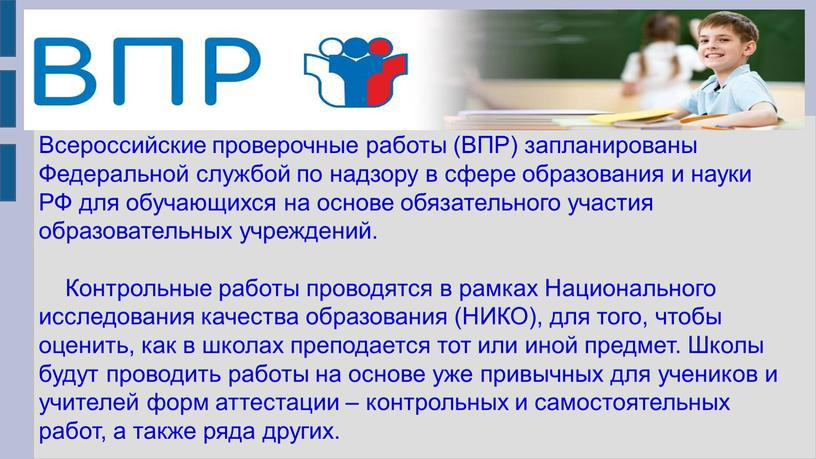 ВПР
Всероссийские проверочные работы (ВПР) запланированы
Федеральной службой по надзору в сфере образования и науки
РФ для обучающихся на основе обязательного участия
образовательных учреждений.
Контрольные работы проводятся в рамках Национального
исследования качества образования (НИКО), для того, чтобы
оценить, как в школах преподается тот или иной предмет. Школы
будут проводить работы на основе уже привычных для учеников и
учителей форм аттестации – контрольных и самостоятельных
работ, а также ряда других.